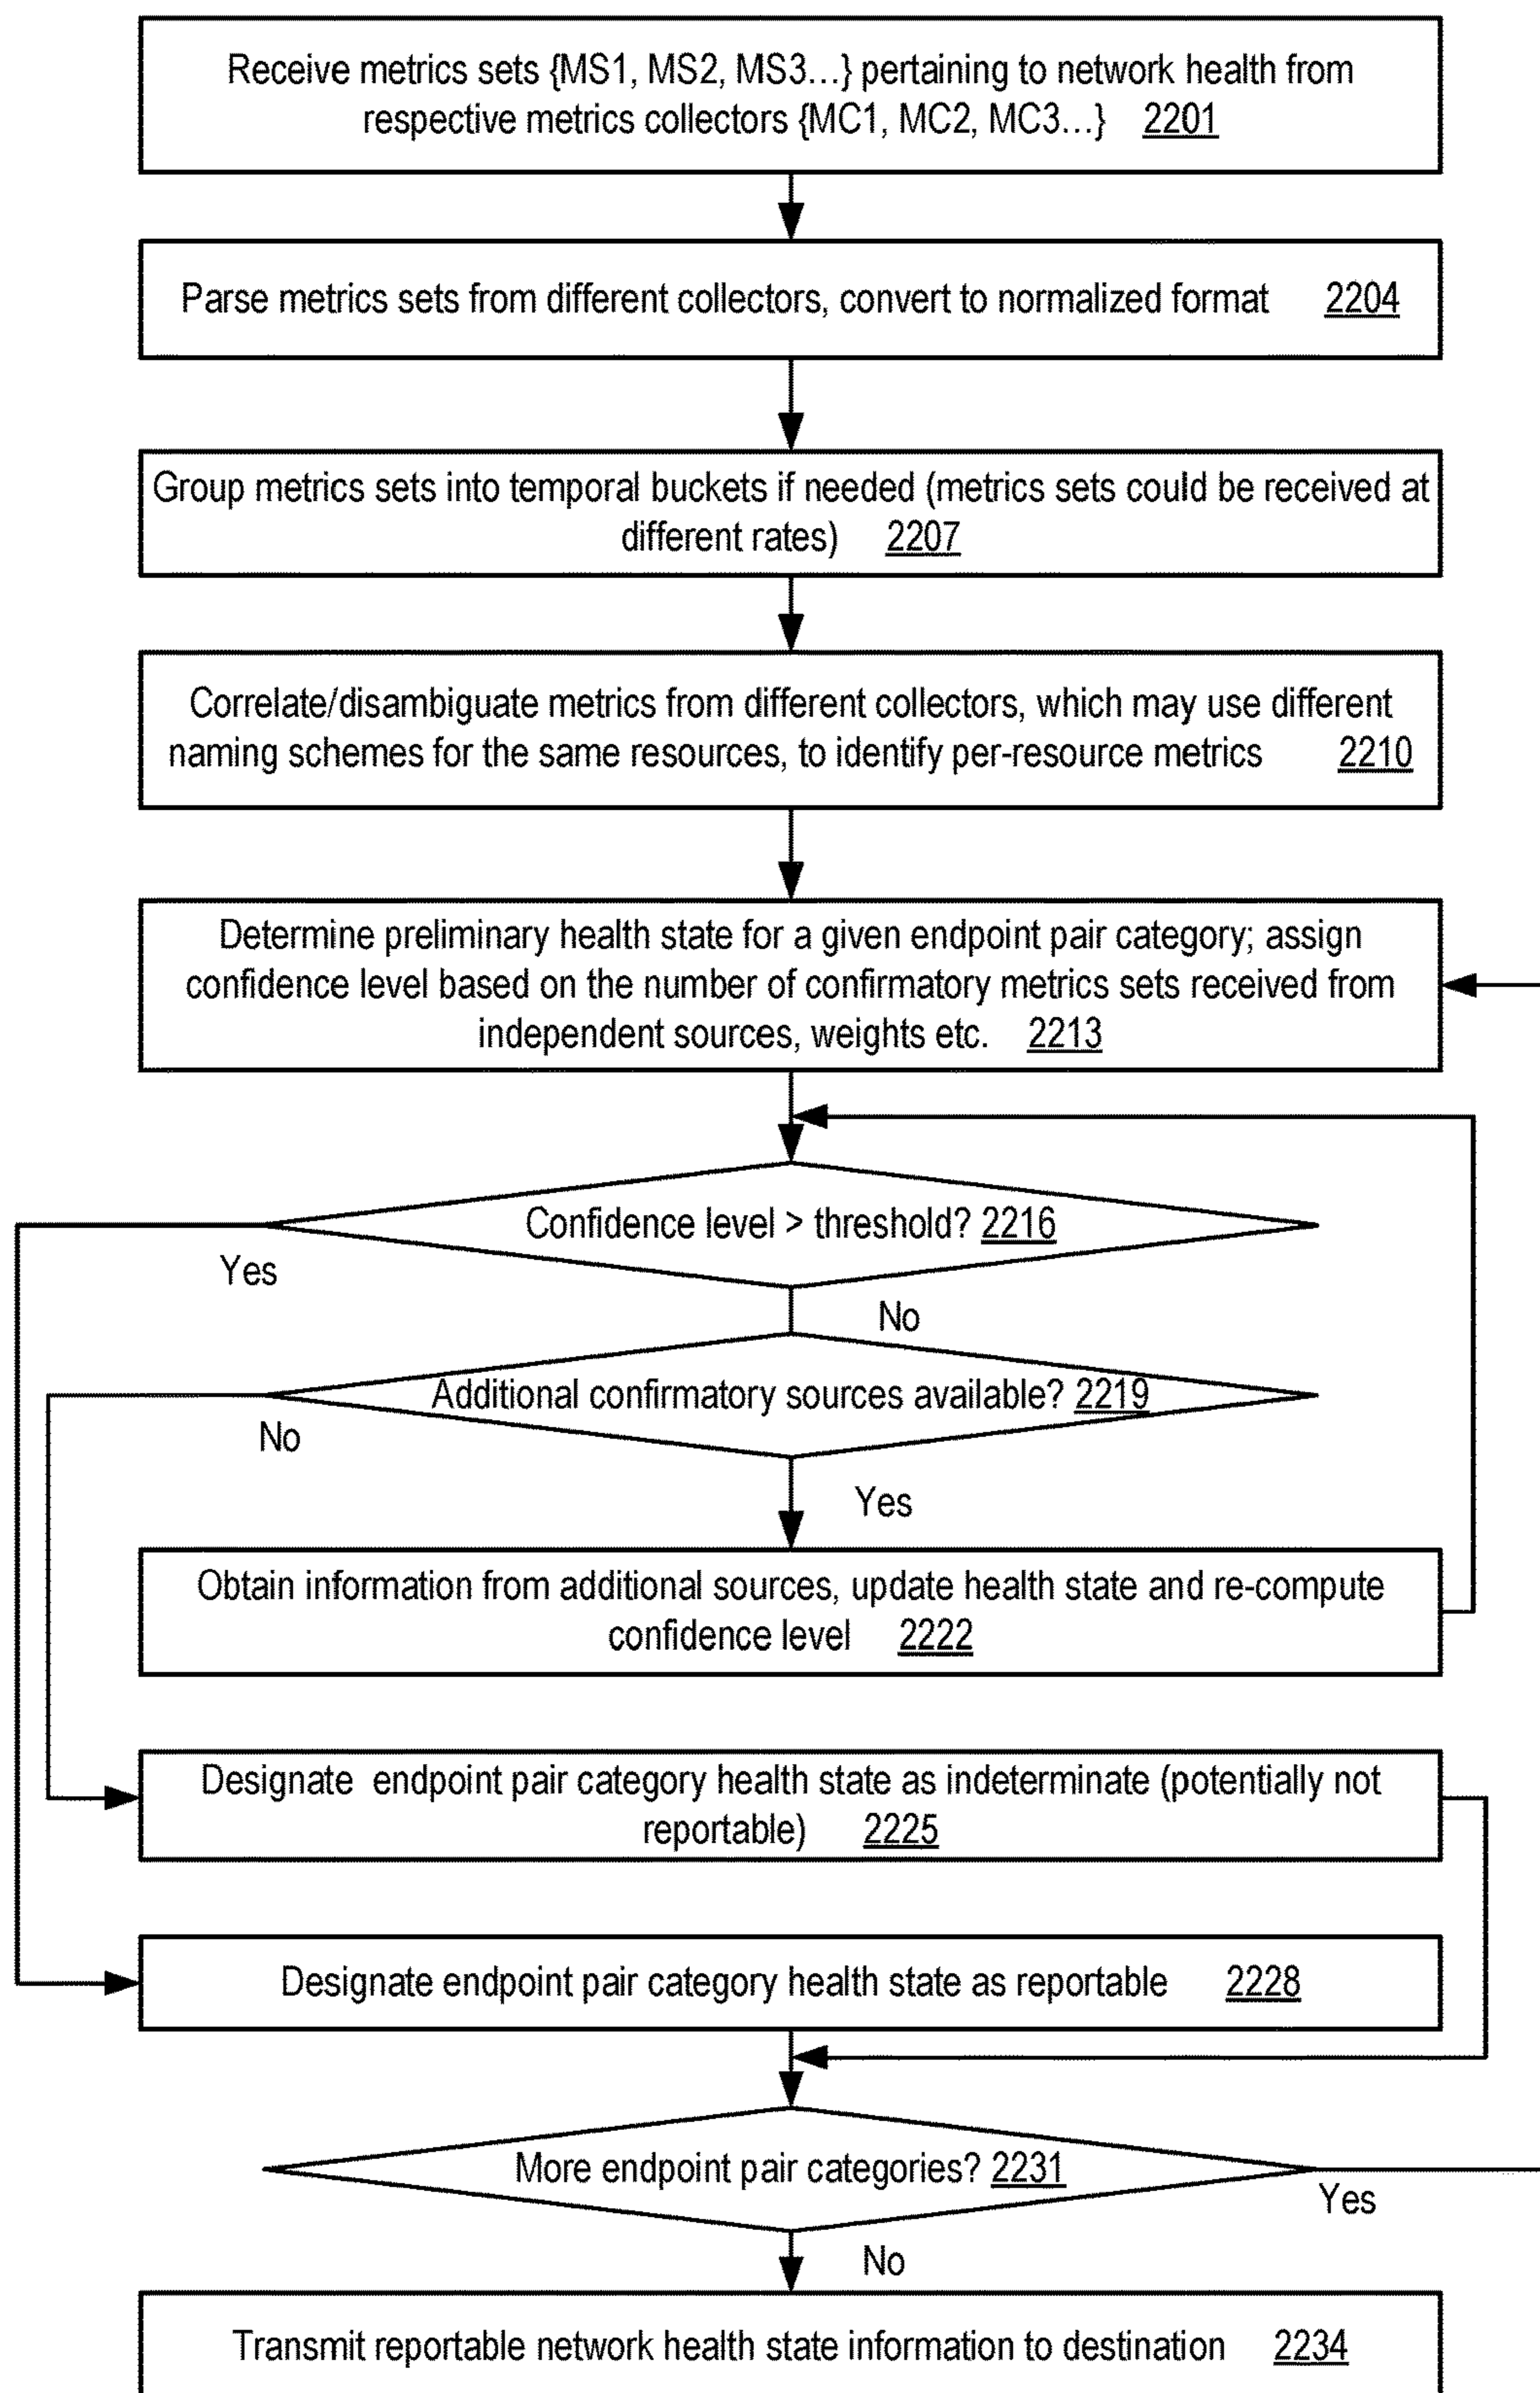 Receive metrics sets {MS1, MS2, MS3…} pertaining to network health from
respective metrics collectors {MC1, MC2, MC3…} 2201
Parse metrics sets from different collectors, convert to normalized format 2204
Group metrics sets into temporal buckets if needed (metrics sets could be received at
different rates) 2207
Correlate/disambiguate metrics from different collectors, which may use different
naming schemes for the same resources, to identify per-resource metrics 2210
Determine preliminary health state for a given endpoint pair category; assign
confidence level based on the number of confirmatory metrics sets received from
independent sources, weights etc. 2213
Confidence level > threshold? 2216
Yes
No
Additional confirmatory sources available? 2219
No
Yes
Obtain information from additional sources, update health state and re-compute
confidence level 2222
Designate endpoint pair category health state as indeterminate (potentially not
reportable) 2225
Designate endpoint pair category health state as reportable 2228
More endpoint pair categories? 2231
Yes
No
Transmit reportable network health state information to destination 2234